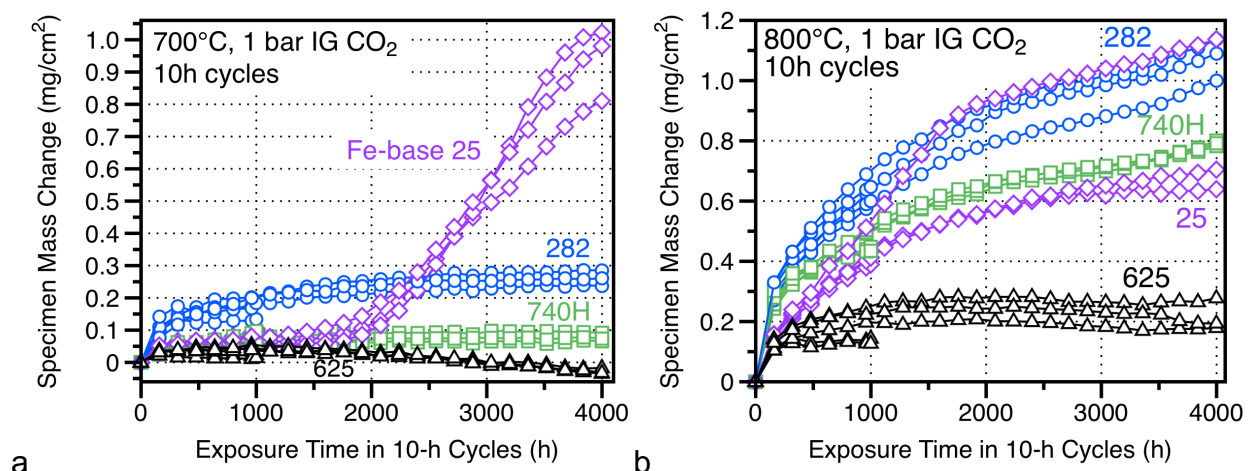 700°C, 1 bar IG CO₂
10h cycles
Fe-base 25
282
740H
625
1.0
0.9
0.8
0.7
0.6
0.5
0.4
0.3
0.2
0.1
0
Specimen Mass Change (mg/cm²)
0 1000 2000 3000 4000
Exposure Time in 10-h Cycles (h)
a
800°C, 1 bar IG CO₂
10h cycles
282
740H
25
625
1.2
1.0
0.8
0.6
0.4
0.2
0
Specimen Mass Change (mg/cm²)
0 1000 2000 3000 4000
Exposure Time in 10-h Cycles (h)
b